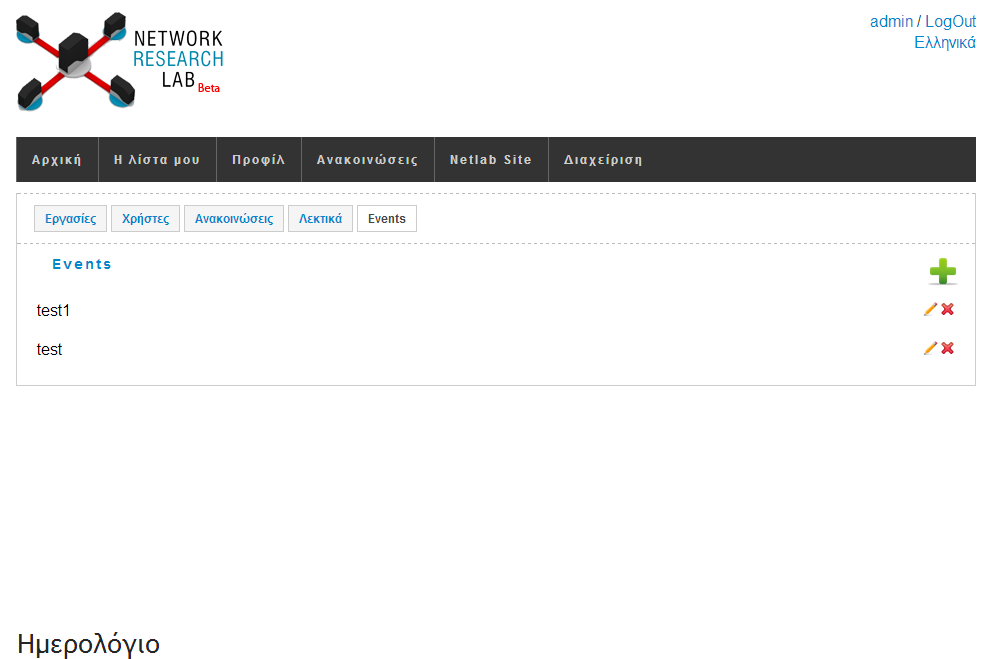 NETWORK
RESEARCH
LAB Beta
admin / LogOut
Ελληνικά
Αρχική Η λίστα μου Προφίλ Ανακοινώσεις Netlab Site Διαχείριση
Εργασίες Χρήστες Ανακοινώσεις Λεκτικά Events
Events
test1
test
Ημερολόγιο